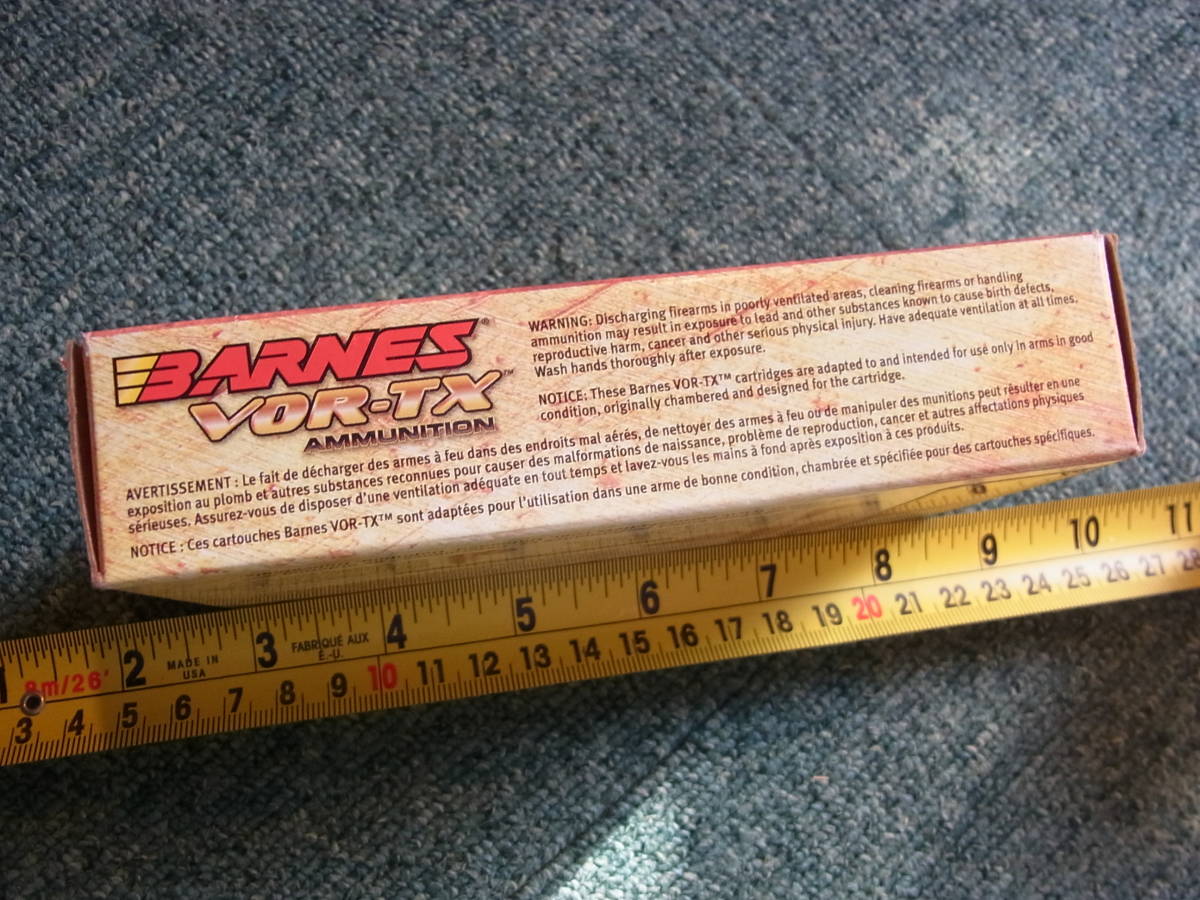 BARNES®
VOR-TX™
AMMUNITION
WARNING: Discharging firearms in poorly ventilated areas, cleaning firearms or handling
ammunition may result in exposure to lead and other substances known to cause birth defects,
reproductive harm, cancer and other serious physical injury. Have adequate ventilation at all times.
Wash hands thoroughly after exposure.
NOTICE: These Barnes VOR-TX™ cartridges are adapted to and intended for use only in arms in good
condition, originally chambered and designed for the cartridge.
AVERTISSEMENT : Le fait de décharger des armes à feu dans des endroits mal aérés, de nettoyer des armes à feu ou de manipuler des munitions peut résulter en une
exposition au plomb et autres substances reconnues pour causer des malformations de naissance, problème de reproduction, cancer et autres affectations physiques
sérieuses. Assurez-vous de disposer d'une ventilation adéquate en tout temps et lavez-vous les mains à fond après exposition à ces produits.
NOTICE : Ces cartouches Barnes VOR-TX™ sont adaptées pour l'utilisation dans une arme de bonne condition, chambrée et spécifiée pour des cartouches spécifiques.
1 2 3 4 5 6 7 8 9 10 11
8m/26'
MADE IN
USA
FABRIQUÉ AUX
É.-U.
3 4 5 6 7 8 9 10 11 12 13 14 15 16 17 18 19 20 21 22 23 24 25 26 27 28